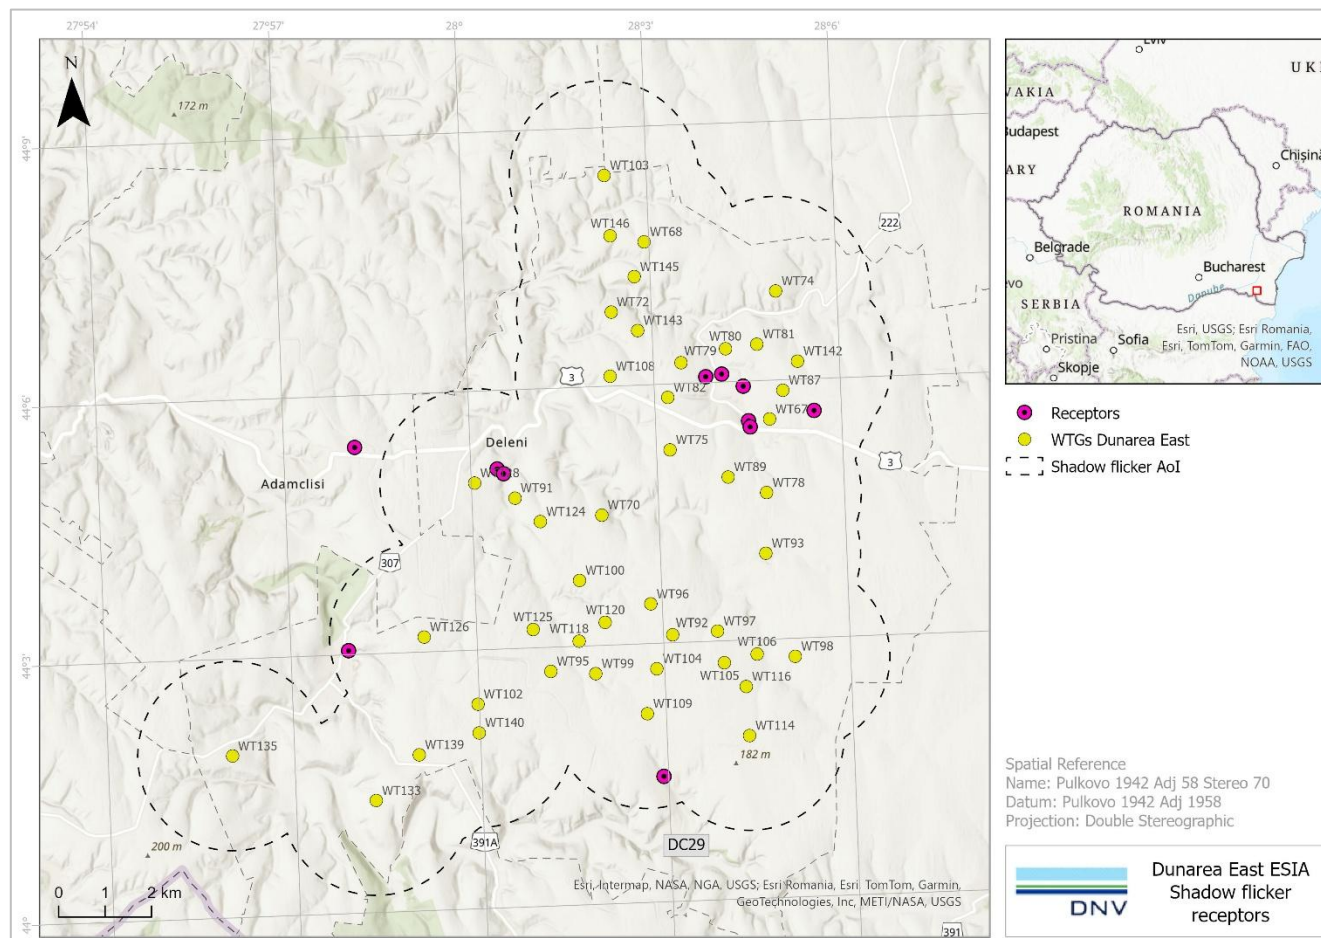 27°54'
27°57'
28°
28°3'
28°6'
44°9'
44°6'
44°3'
44°
N
172 m
WT103
WT146
WT68
222
WT145
WT74
WT72
WT143
WT80
WT81
WT79
WT142
WT108
3
WT87
WT82
WT67
Deleni
WT75
3
Adamclisi
WT89
WT91
WT78
WT124
WT70
WT93
307
WT100
WT96
WT120
WT125
WT92
WT97
WT126
WT118
WT106
WT98
WT95
WT99
WT104
WT105
WT116
WT102
WT109
WT140
WT114
WT135
WT139
182 m
WT133
200 m
391A
DC29
0 1 2 km
Esri, Intermap, NASA, NGA, USGS; Esri Romania, Esri, TomTom, Garmin,
GeoTechnologies, Inc, METI/NASA, USGS
391
Lviv
UKI
VAKIA
Budapest
Chișină
ARY
ROMANIA
Belgrade
Bucharest
Danube
SERBIA
Pristina
Sofia
Skopje
Esri, USGS; Esri Romania,
Esri, TomTom, Garmin, FAO,
NOAA, USGS
Receptors
WTGs Dunarea East
Shadow flicker AoI
Spatial Reference
Name: Pulkovo 1942 Adj 58 Stereo 70
Datum: Pulkovo 1942 Adj 1958
Projection: Double Stereographic
DNV
Dunarea East ESIA
Shadow flicker
receptors